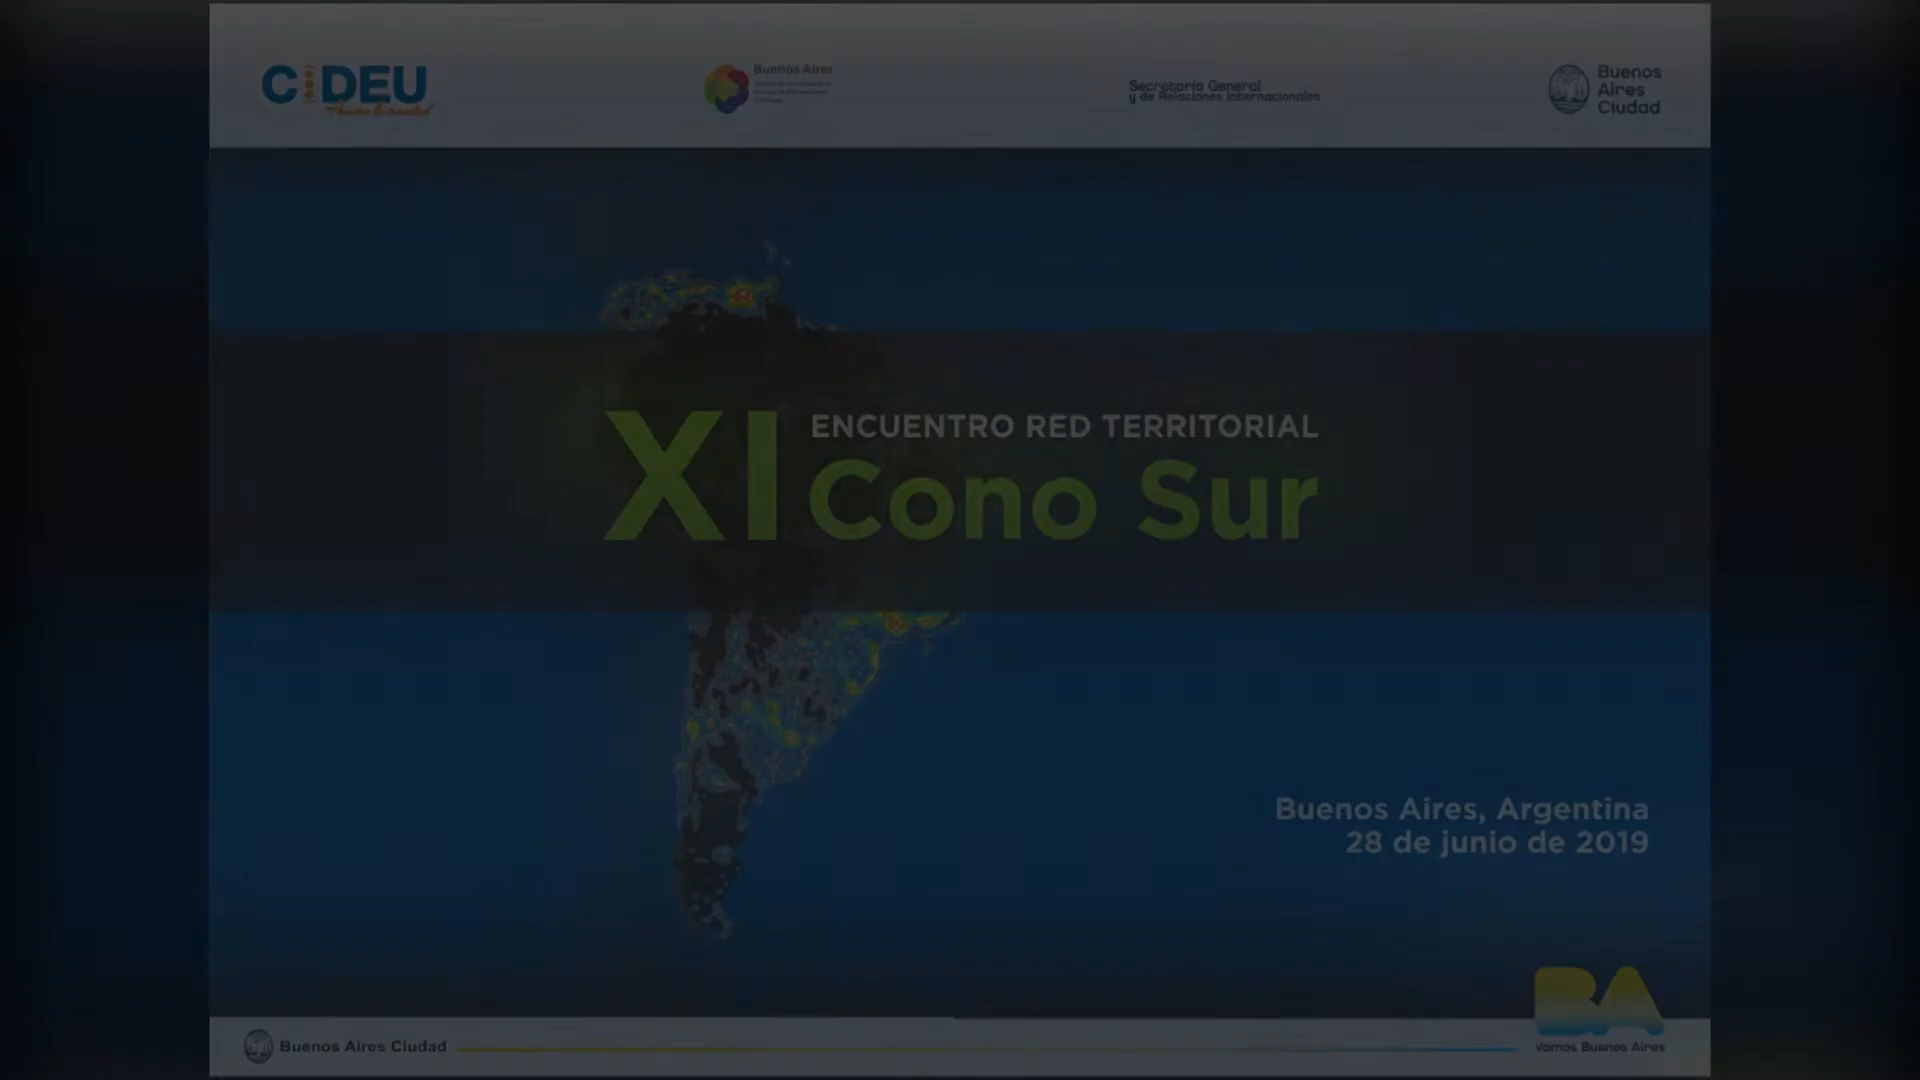 CIDEU
Buenos Aires
Secretaría General
y de Relaciones Internacionales
Buenos
Aires
Ciudad
XI
ENCUENTRO RED TERRITORIAL
Cono Sur
Buenos Aires, Argentina
28 de junio de 2019
BA
Buenos Aires Ciudad
Vamos Buenos Aires